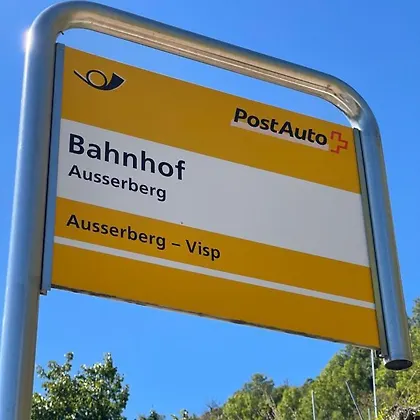 PostAuto
Bahnhof
Ausserberg
Ausserberg – Visp